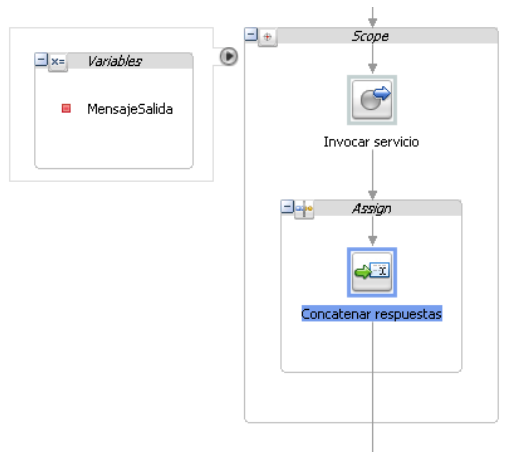 Scope
x= Variables
MensajeSalida
Invocar servicio
Assign
x
Concatenar respuestas